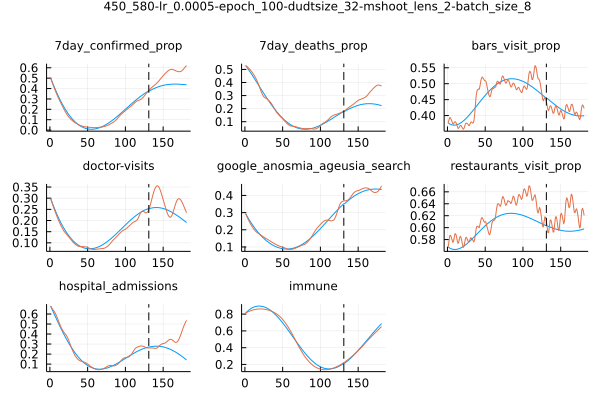 450_580-lr_0.0005-epoch_100-dudtsize_32-mshoot_lens_2-batch_size_8
7day_confirmed_prop 7day_deaths_prop bars_visit_prop
0.6 0.5 0.4 0.3 0.2 0.1 0.0
0.5 0.4 0.3 0.2 0.1
0.55 0.50 0.45 0.40
0 50 100 150 0 50 100 150 0 50 100 150
doctor-visits google_anosmia_ageusia_search restaurants_visit_prop
0.35 0.30 0.25 0.20 0.15 0.10
0.4 0.3 0.2 0.1
0.66 0.64 0.62 0.60 0.58
0 50 100 150 0 50 100 150 0 50 100 150
hospital_admissions immune
0.6 0.5 0.4 0.3 0.2 0.1
0.8 0.6 0.4 0.2
0 50 100 150 0 50 100 150